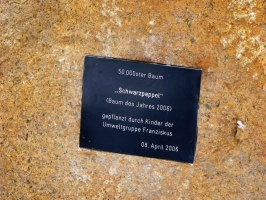 50.000ster Baum
„Schwarzpappel"
(Baum des Jahres 2006)
gepflanzt durch Kinder der
Umweltgruppe Franziskus
08. April 2006